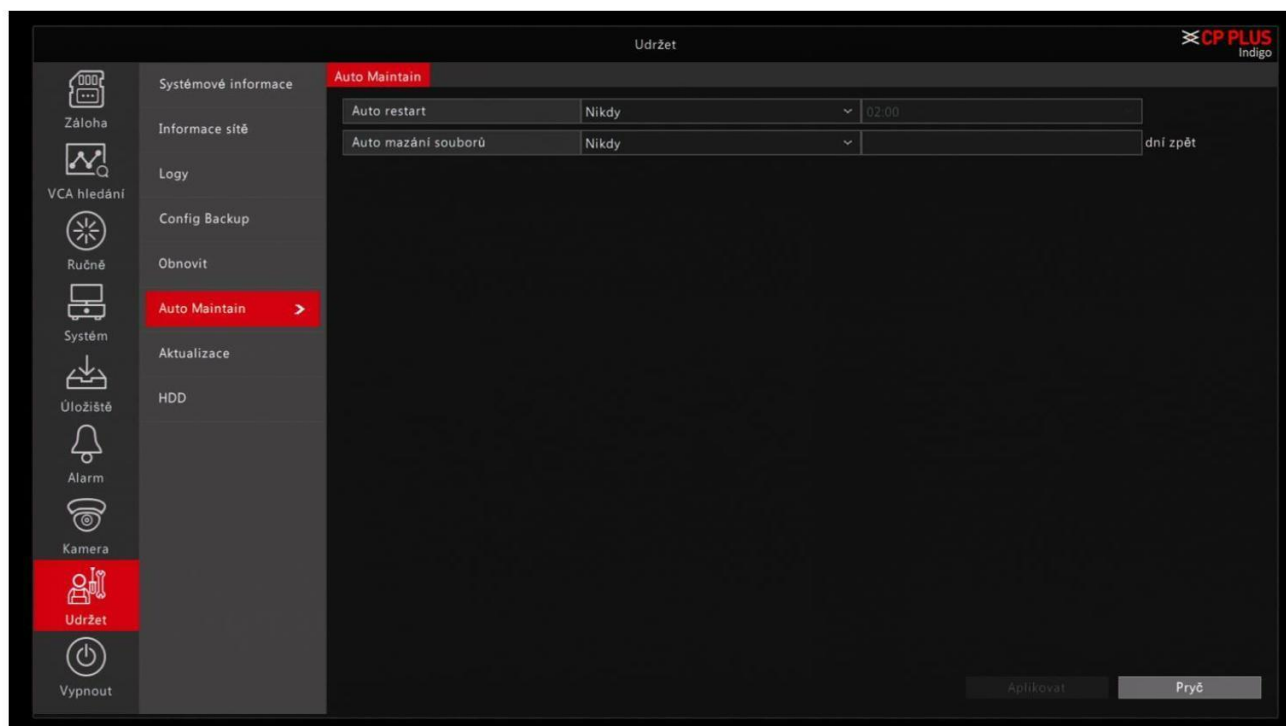 Udržet
CP PLUS
Indigo
Záloha
VCA hledání
Ručně
Systém
Úložiště
Alarm
Kamera
Udržet
Vypnout
Systémové informace
Informace sítě
Logy
Config Backup
Obnovit
Auto Maintain
Aktualizace
HDD
Auto Maintain
Auto restart Nikdy 02:00
Auto mazání souborů Nikdy dní zpět
Aplikovat Pryč